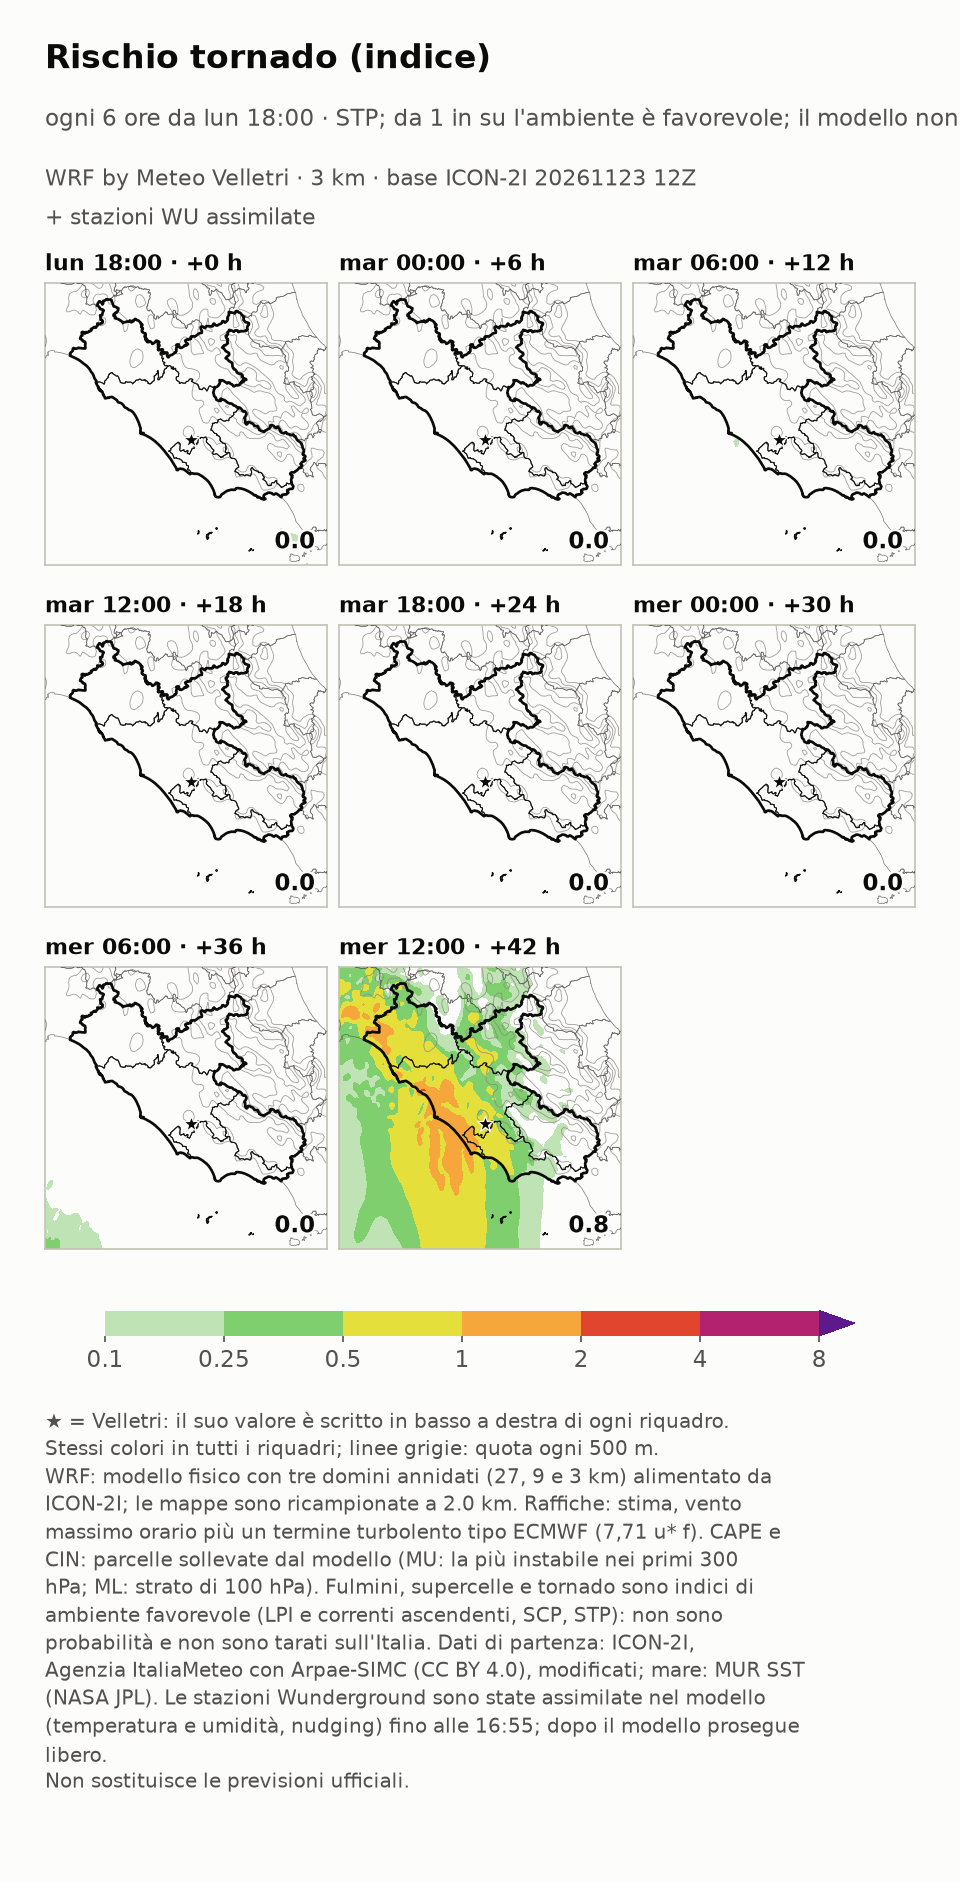 Rischio tornado (indice)
ogni 6 ore da lun 18:00 · STP; da 1 in su l'ambiente è favorevole; il modello non
WRF by Meteo Velletri · 3 km · base ICON-2I 20261123 12Z
+ stazioni WU assimilate
lun 18:00 · +0 h
mar 00:00 · +6 h
mar 06:00 · +12 h
0.0
0.0
0.0
mar 12:00 · +18 h
mar 18:00 · +24 h
mer 00:00 · +30 h
0.0
0.0
0.0
mer 06:00 · +36 h
mer 12:00 · +42 h
0.0
0.8
0.1
0.25
0.5
1
2
4
8
★ = Velletri: il suo valore è scritto in basso a destra di ogni riquadro.
Stessi colori in tutti i riquadri; linee grigie: quota ogni 500 m.
WRF: modello fisico con tre domini annidati (27, 9 e 3 km) alimentato da
ICON-2I; le mappe sono ricampionate a 2.0 km. Raffiche: stima, vento
massimo orario più un termine turbolento tipo ECMWF (7,71 u* f). CAPE e
CIN: parcelle sollevate dal modello (MU: la più instabile nei primi 300
hPa; ML: strato di 100 hPa). Fulmini, supercelle e tornado sono indici di
ambiente favorevole (LPI e correnti ascendenti, SCP, STP): non sono
probabilità e non sono tarati sull'Italia. Dati di partenza: ICON-2I,
Agenzia ItaliaMeteo con Arpae-SIMC (CC BY 4.0), modificati; mare: MUR SST
(NASA JPL). Le stazioni Wunderground sono state assimilate nel modello
(temperatura e umidità, nudging) fino alle 16:55; dopo il modello prosegue
libero.
Non sostituisce le previsioni ufficiali.